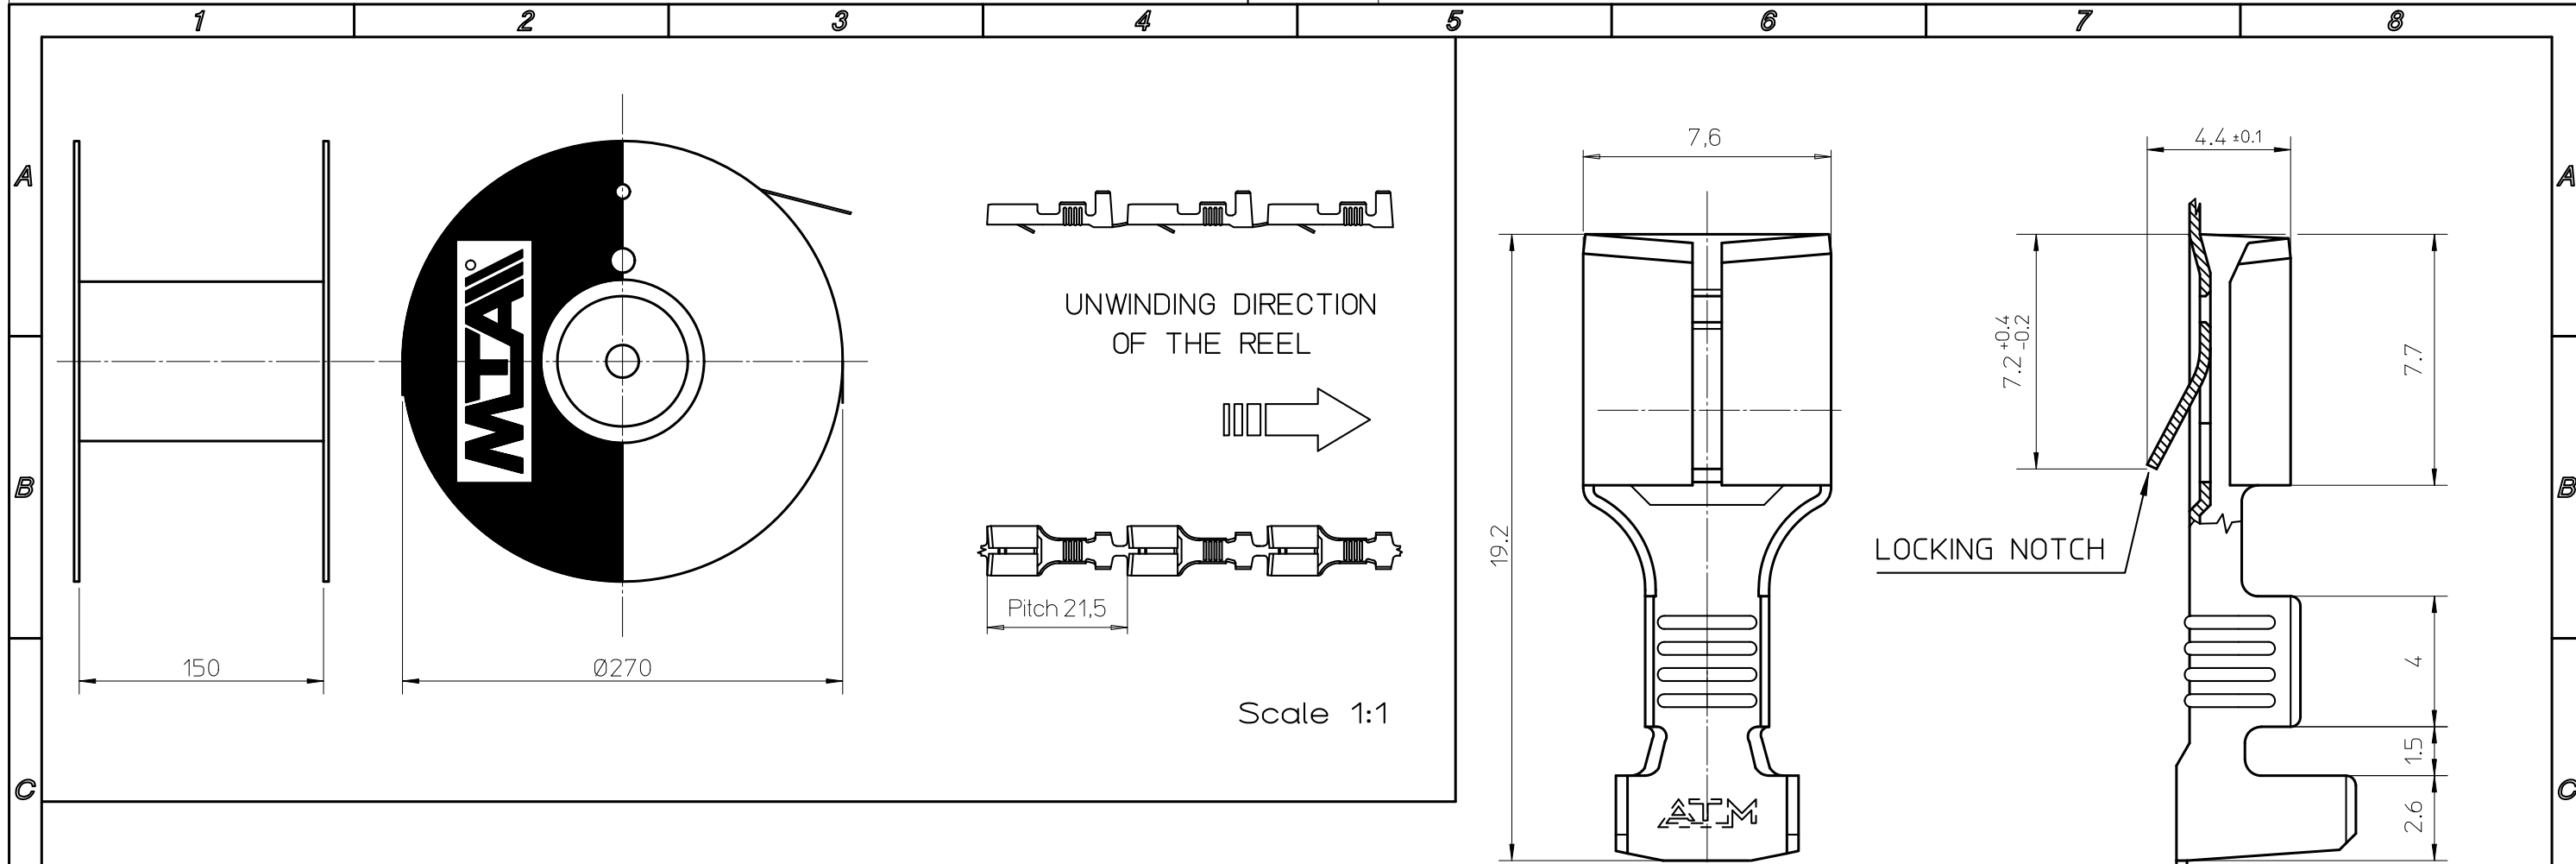 1 2 3 4 5 6 7 8
A
A
B
B
C
C
MTA
150
Ø270
UNWINDING DIRECTION
OF THE REEL
Pitch 21,5
Scale 1:1
7,6
19.2
ATM
4.4 ±0.1
7.2 +0.4 -0.2
7.7
LOCKING NOTCH
4
1.5
2.6